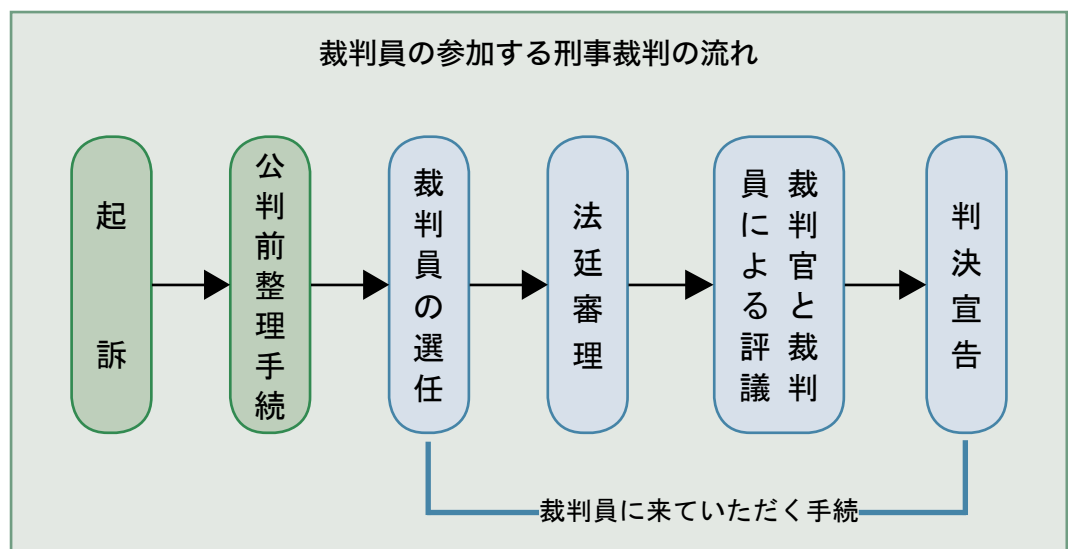 裁判員の参加する刑事裁判の流れ
起訴
公判前整理手続
裁判員の選任
法廷審理
裁判官と裁判
員による評議
判決宣告
裁判員に来ていただく手続